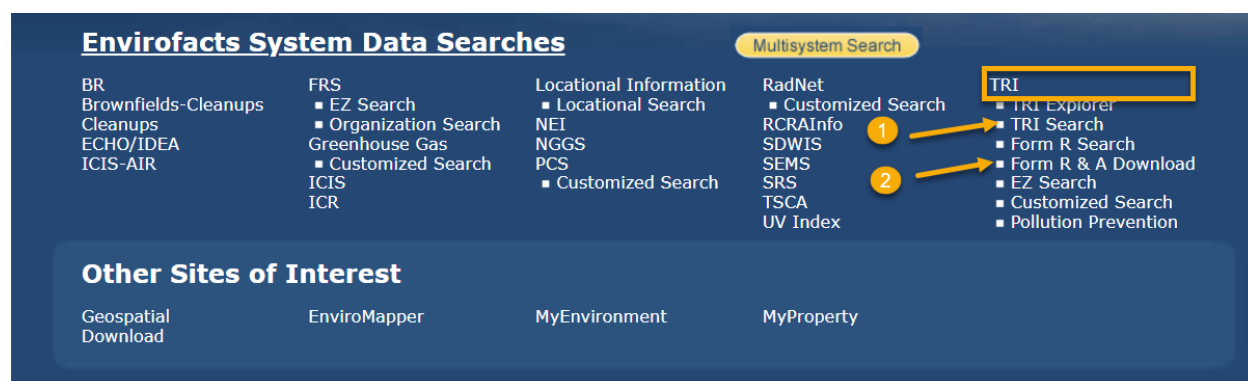 Envirofacts System Data Searches
Multisystem Search
BR
Brownfields-Cleanups
Cleanups
ECHO/IDEA
ICIS-AIR
FRS
EZ Search
Organization Search
Greenhouse Gas
Customized Search
ICIS
ICR
Locational Information
Locational Search
NEI
NGGS
PCS
Customized Search
RadNet
Customized Search
RCRAInfo
SDWIS
SEMS
SRS
TSCA
UV Index
1
2
TRI
TRI Explorer
TRI Search
Form R Search
Form R & A Download
EZ Search
Customized Search
Pollution Prevention
Other Sites of Interest
Geospatial
Download
EnviroMapper
MyEnvironment
MyProperty